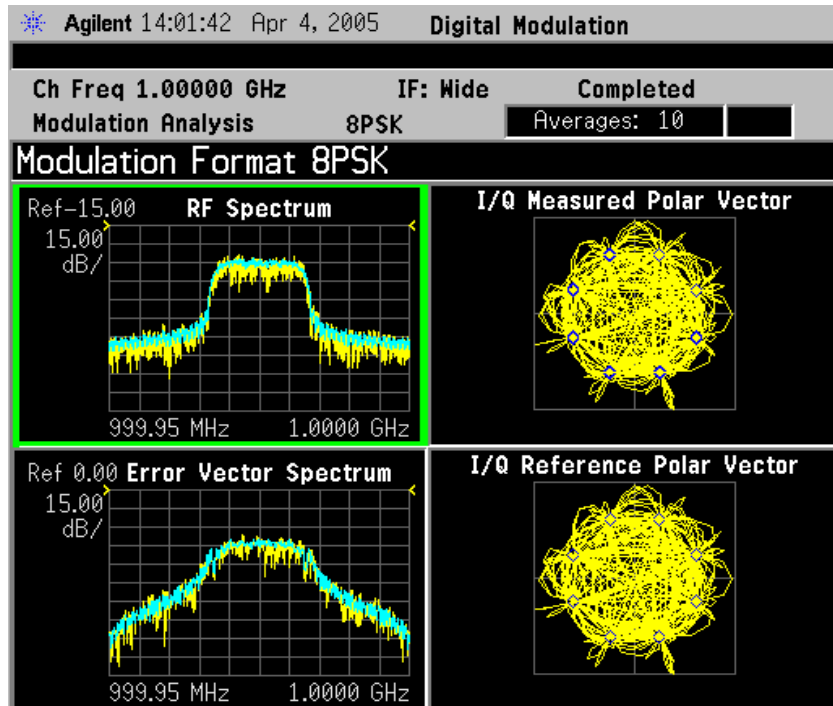 Agilent 14:01:42 Apr 4, 2005 Digital Modulation
Ch Freq 1.00000 GHz IF: Wide Completed
Modulation Analysis 8PSK Averages: 10
Modulation Format 8PSK
Ref-15.00 RF Spectrum
15.00
dB/
999.95 MHz 1.0000 GHz
I/Q Measured Polar Vector
Ref 0.00 Error Vector Spectrum
15.00
dB/
999.95 MHz 1.0000 GHz
I/Q Reference Polar Vector